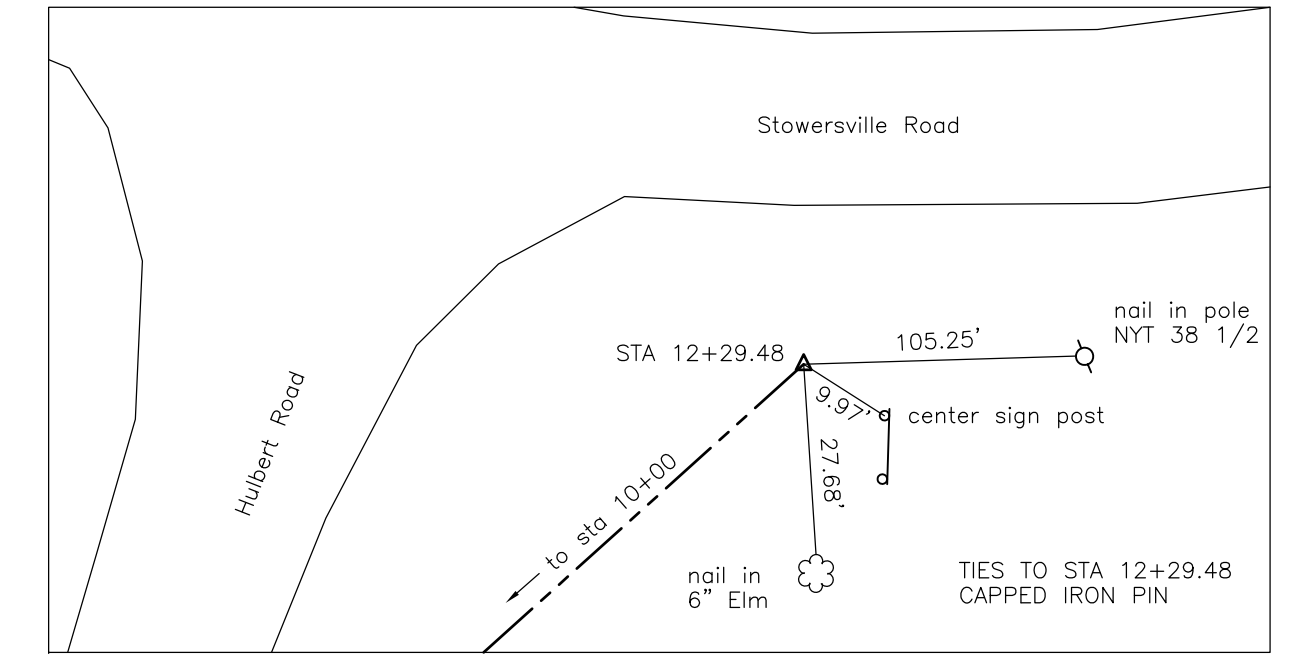 Stowersville Road
nail in pole
NYT 38 1/2
105.25'
STA 12+29.48
9.97'
center sign post
Hulbert Road
27.68'
to sta 10+00
nail in
6" Elm
TIES TO STA 12+29.48
CAPPED IRON PIN